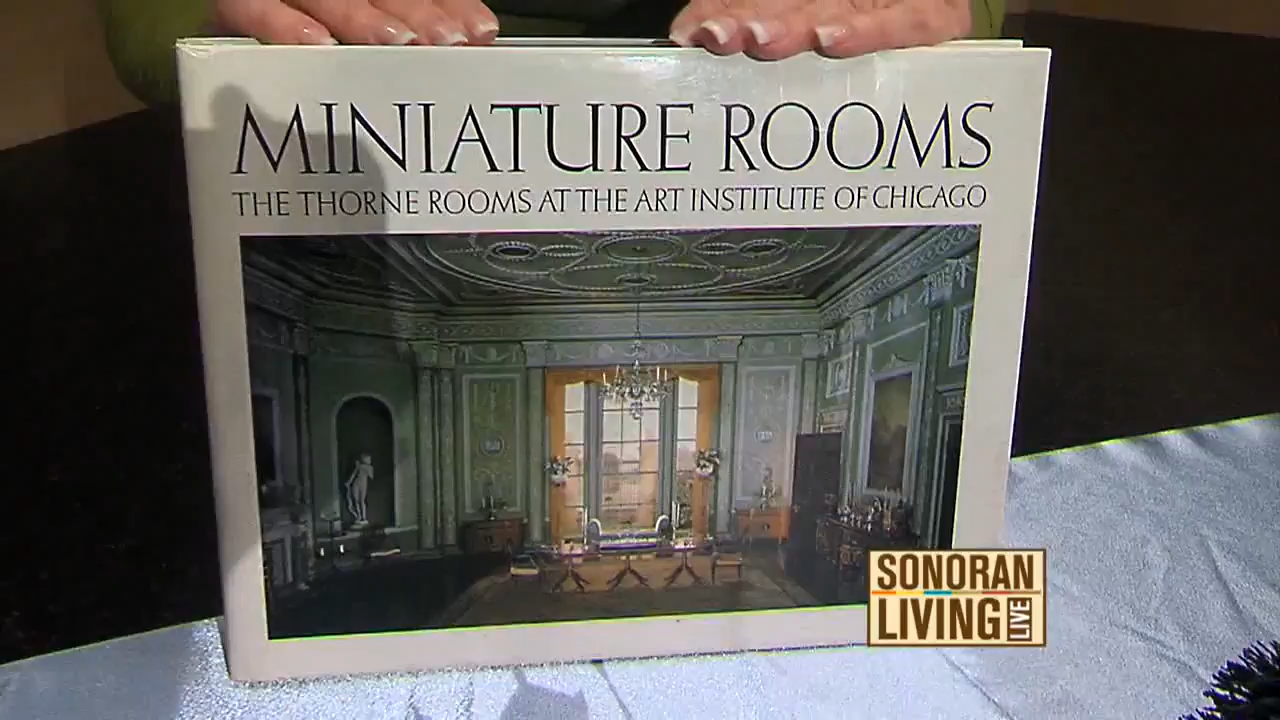 MINIATURE ROOMS
THE THORNE ROOMS AT THE ART INSTITUTE OF CHICAGO
SONORAN
LIVING LIVE